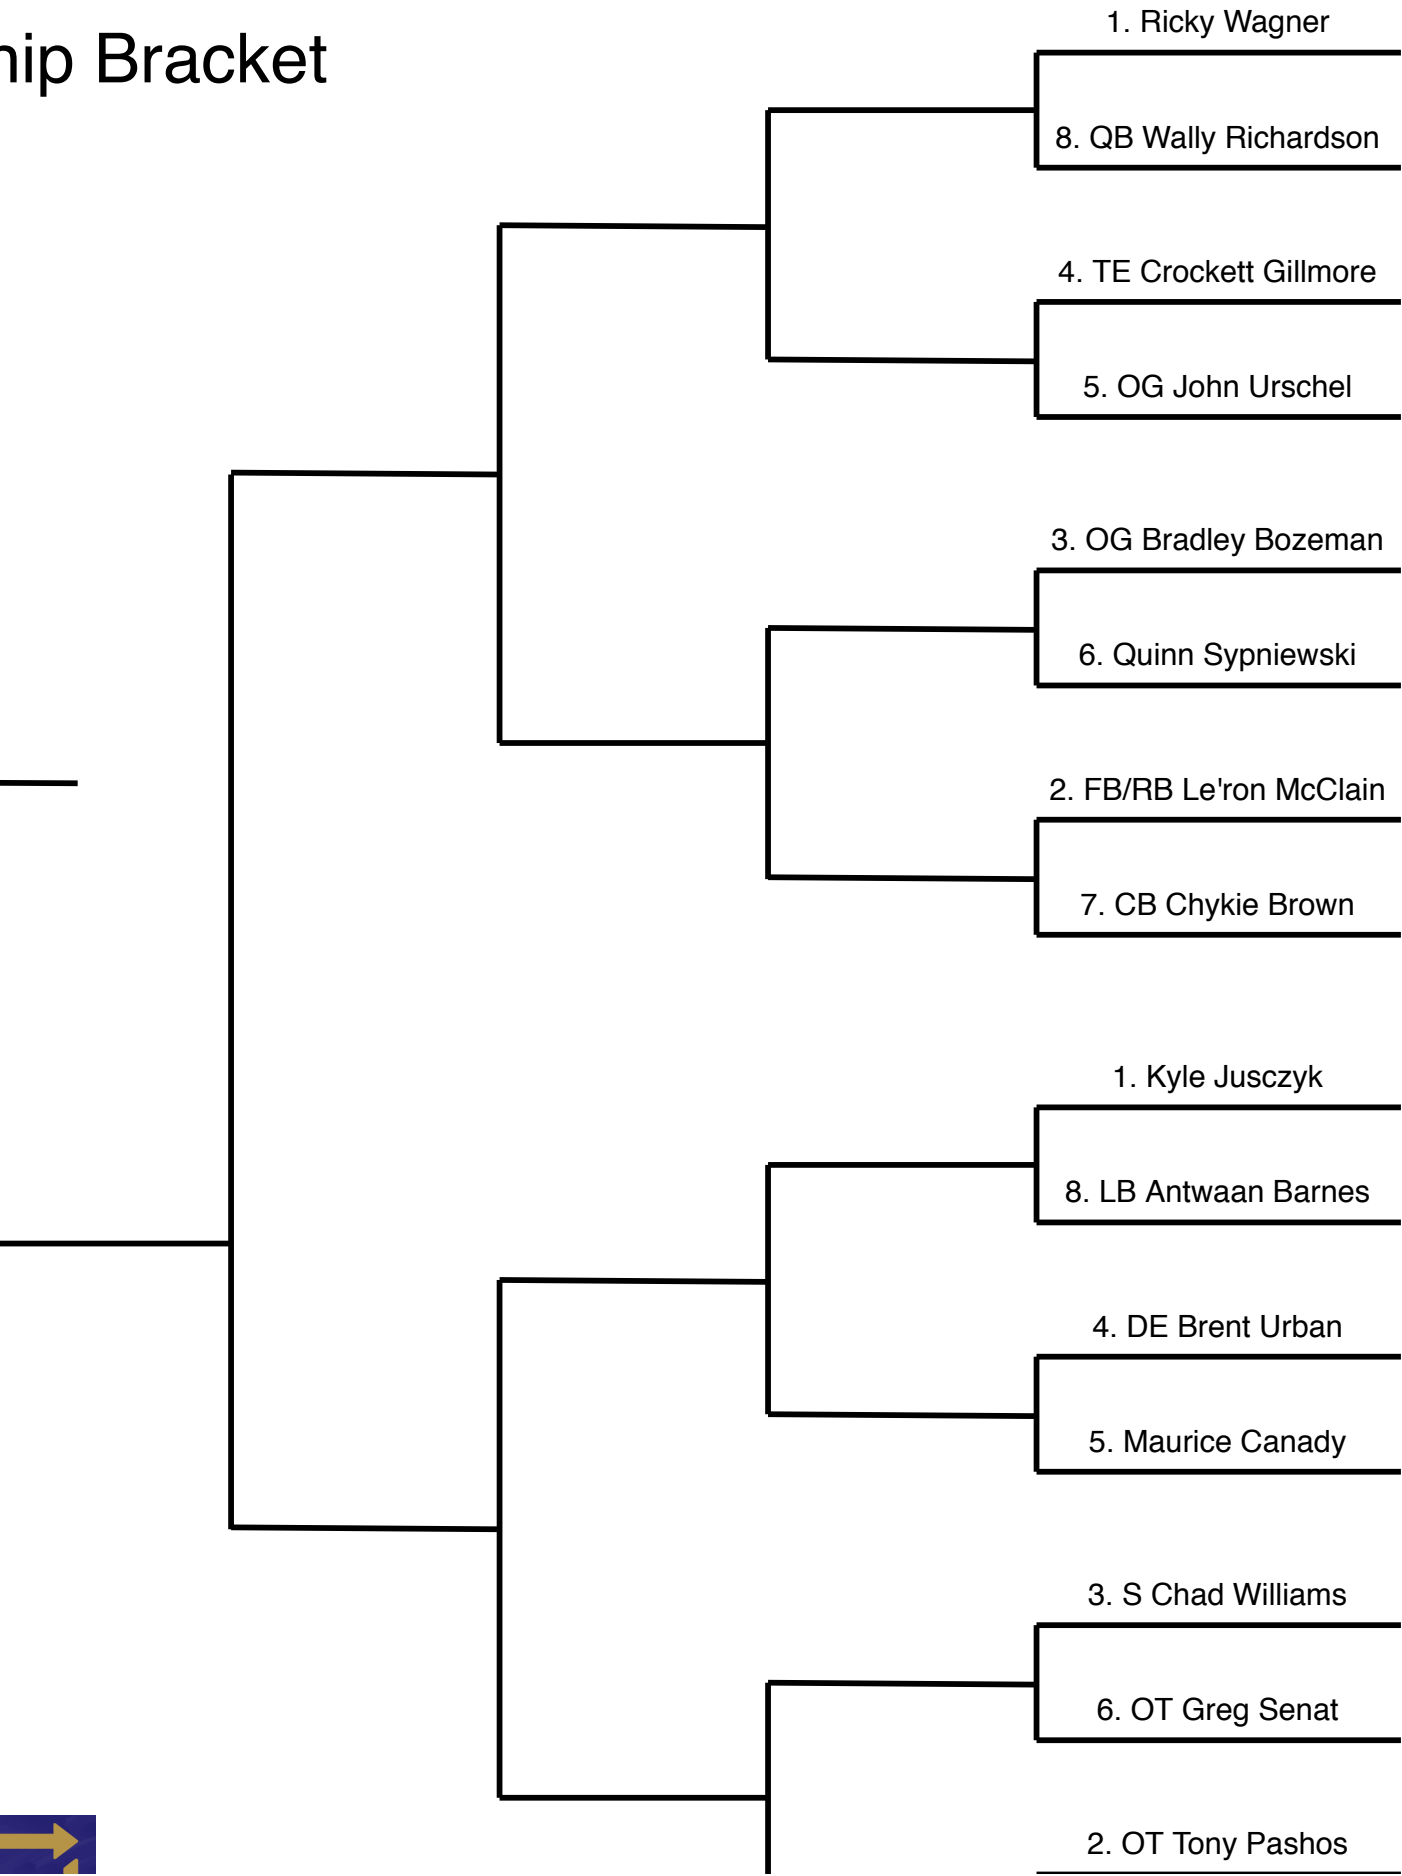 hip Bracket
1. Ricky Wagner
8. QB Wally Richardson
4. TE Crockett Gillmore
5. OG John Urschel
3. OG Bradley Bozeman
6. Quinn Sypniewski
2. FB/RB Le'ron McClain
7. CB Chykie Brown
1. Kyle Jusczyk
8. LB Antwaan Barnes
4. DE Brent Urban
5. Maurice Canady
3. S Chad Williams
6. OT Greg Senat
2. OT Tony Pashos